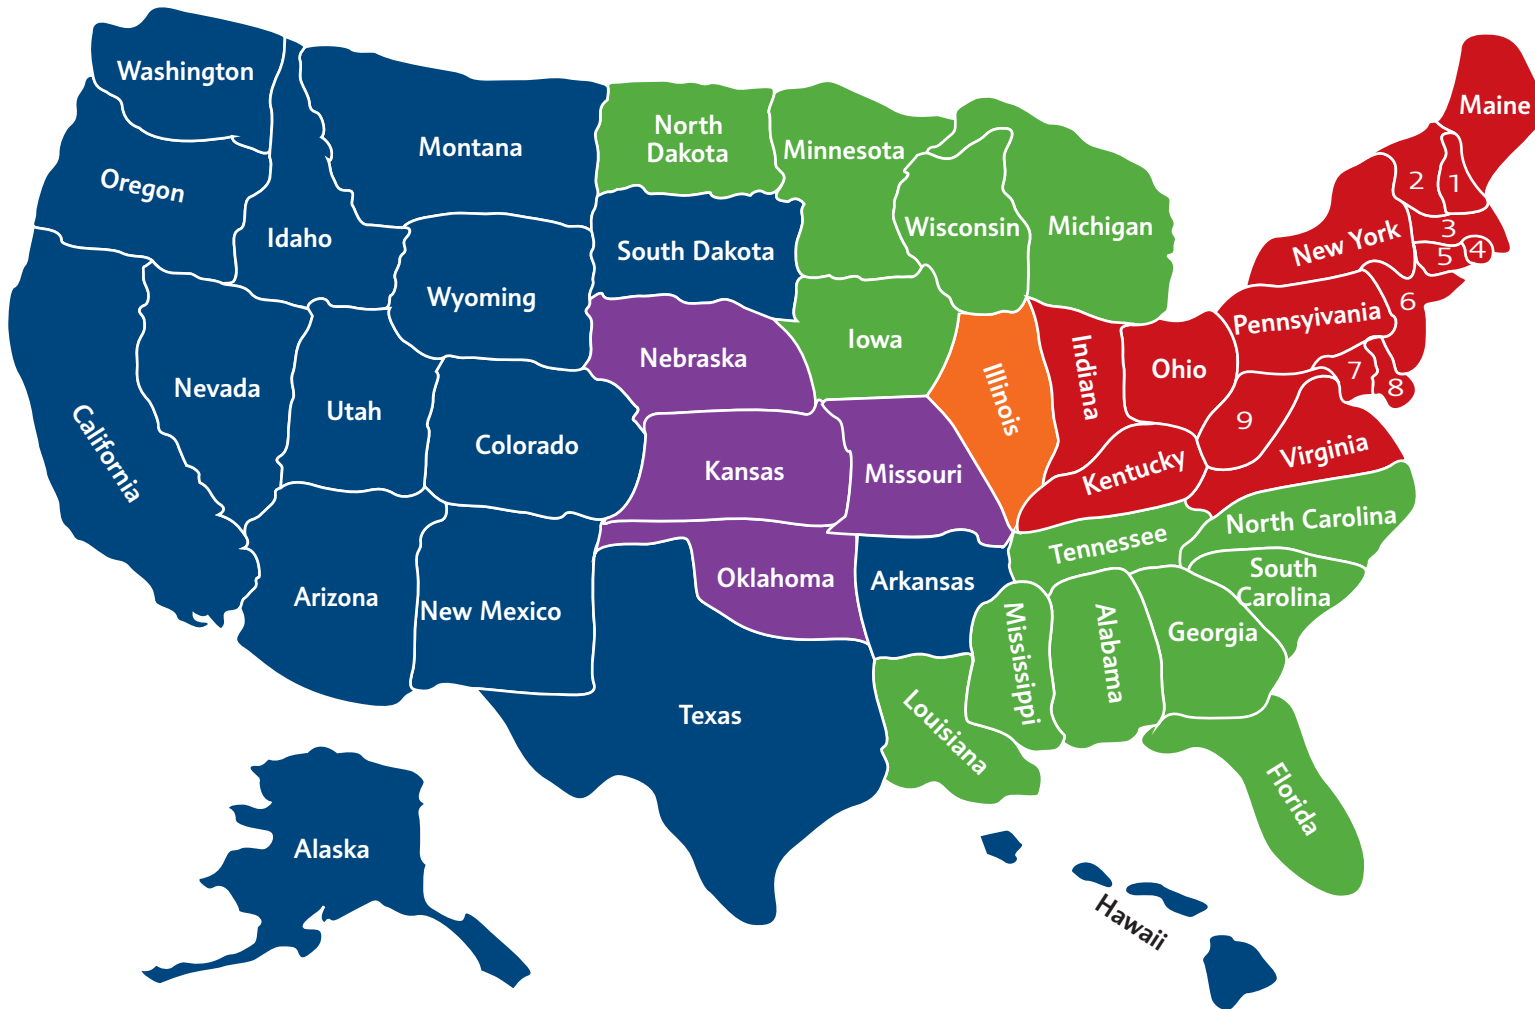 Washington
Oregon
Idaho
Montana
North
Dakota
Minnesota
Wisconsin
Michigan
Maine
2
1
3
4
5
6
New York
South Dakota
Wyoming
Nebraska
Iowa
Illinois
Indiana
Ohio
Pennsyivania
7
8
9
Nevada
Utah
California
Colorado
Kansas
Missouri
Kentucky
Virginia
North Carolina
Tennessee
South
Carolina
Arizona
New Mexico
Oklahoma
Arkansas
Mississippi
Alabama
Georgia
Texas
Louisiana
Florida
Alaska
Hawaii